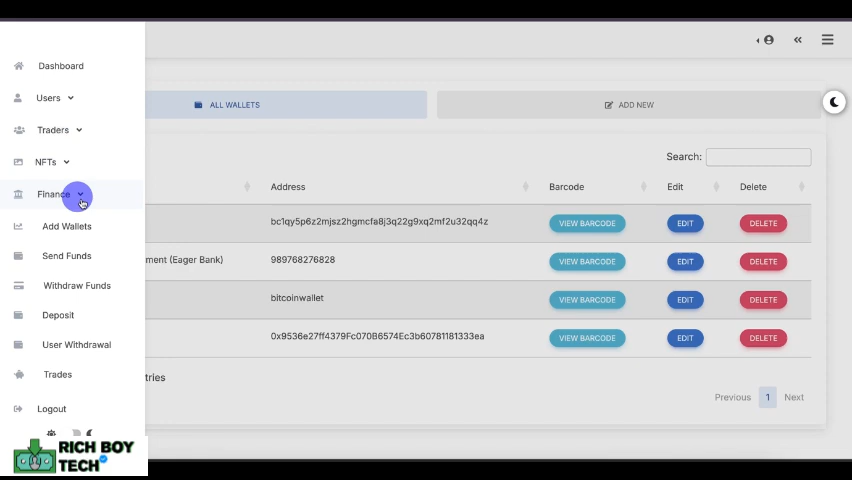 Dashboard
Users
Traders
NFTs
Finance
Add Wallets
Send Funds
Withdraw Funds
Deposit
User Withdrawal
Trades
Logout
RICH BOY
TECH
ALL WALLETS
ADD NEW
Search:
Address Barcode Edit Delete
bc1qy5p6z2mjsz2hgmcfa8j3q22g9xq2mf2u32qq4z VIEW BARCODE EDIT DELETE
ment (Eager Bank) 989768276828 VIEW BARCODE EDIT DELETE
bitcoinwallet VIEW BARCODE EDIT DELETE
0x9536e27ff4379Fc070B6574Ec3b60781181333ea VIEW BARCODE EDIT DELETE
tries
Previous 1 Next